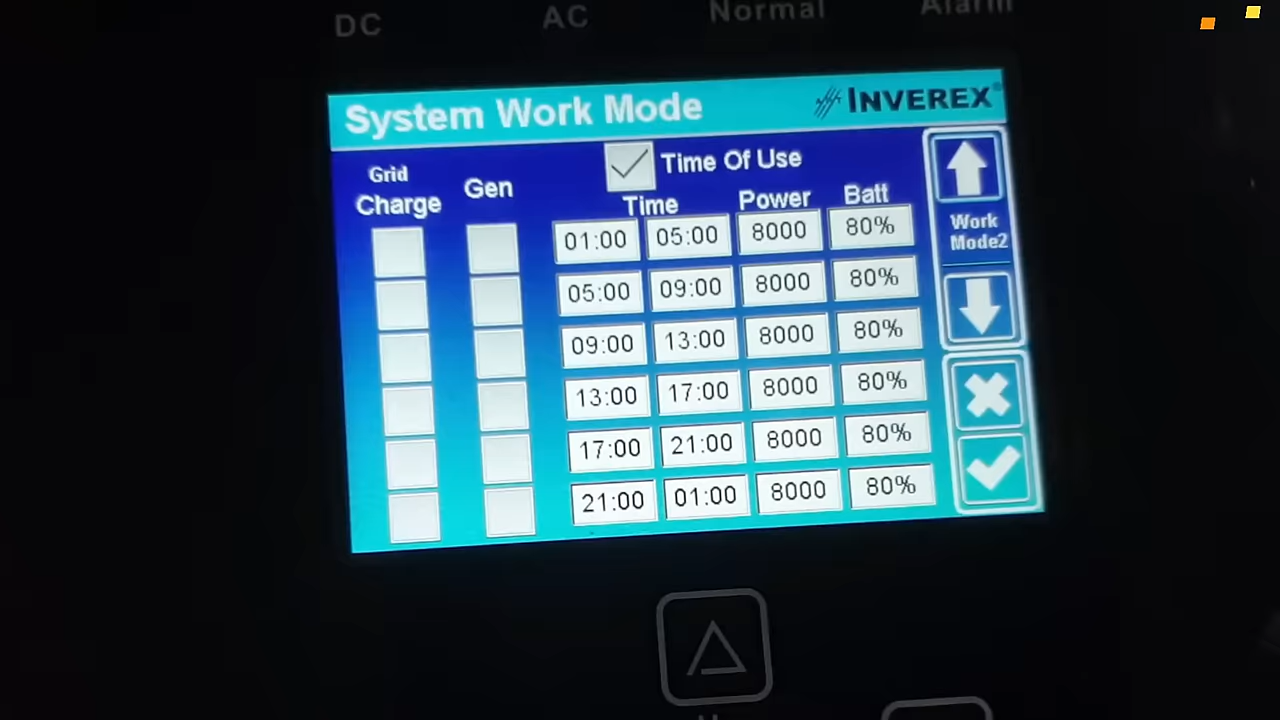 DC AC Normal Alarm
System Work Mode INVEREX
Time Of Use
Grid Charge Gen Time Power Batt
01:00 05:00 8000 80%
05:00 09:00 8000 80%
09:00 13:00 8000 80%
13:00 17:00 8000 80%
17:00 21:00 8000 80%
21:00 01:00 8000 80%
Work
Mode2